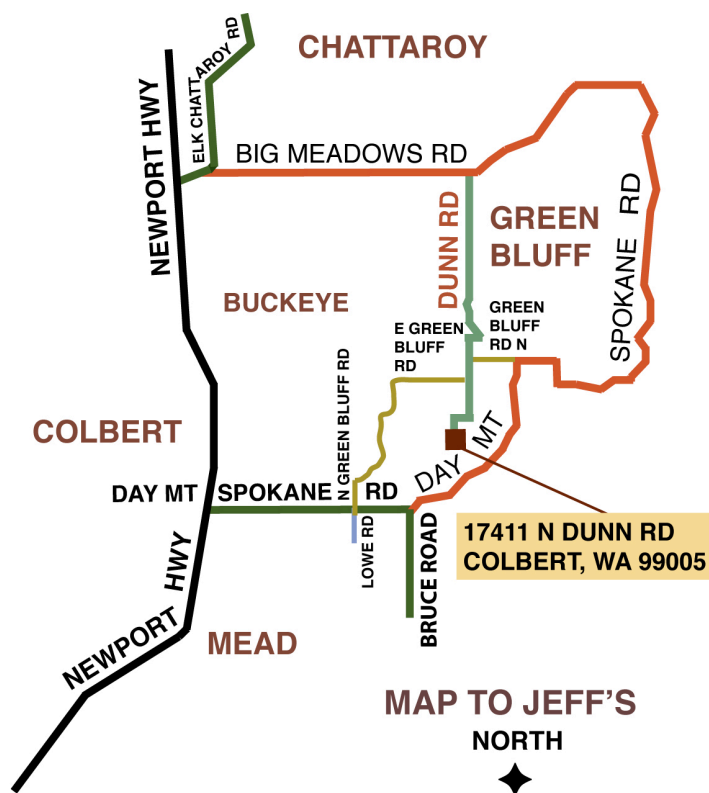 CHATTAROY
ELK CHATTAROY RD
NEWPORT HWY
BIG MEADOWS RD
DUNN RD
GREEN
BLUFF
SPOKANE RD
BUCKEYE
E GREEN
BLUFF
RD
GREEN
BLUFF
RD N
N GREEN BLUFF RD
COLBERT
DAY MT
DAY MT SPOKANE RD
17411 N DUNN RD
COLBERT, WA 99005
LOWE RD
BRUCE ROAD
NEWPORT HWY
MEAD
MAP TO JEFF'S
NORTH